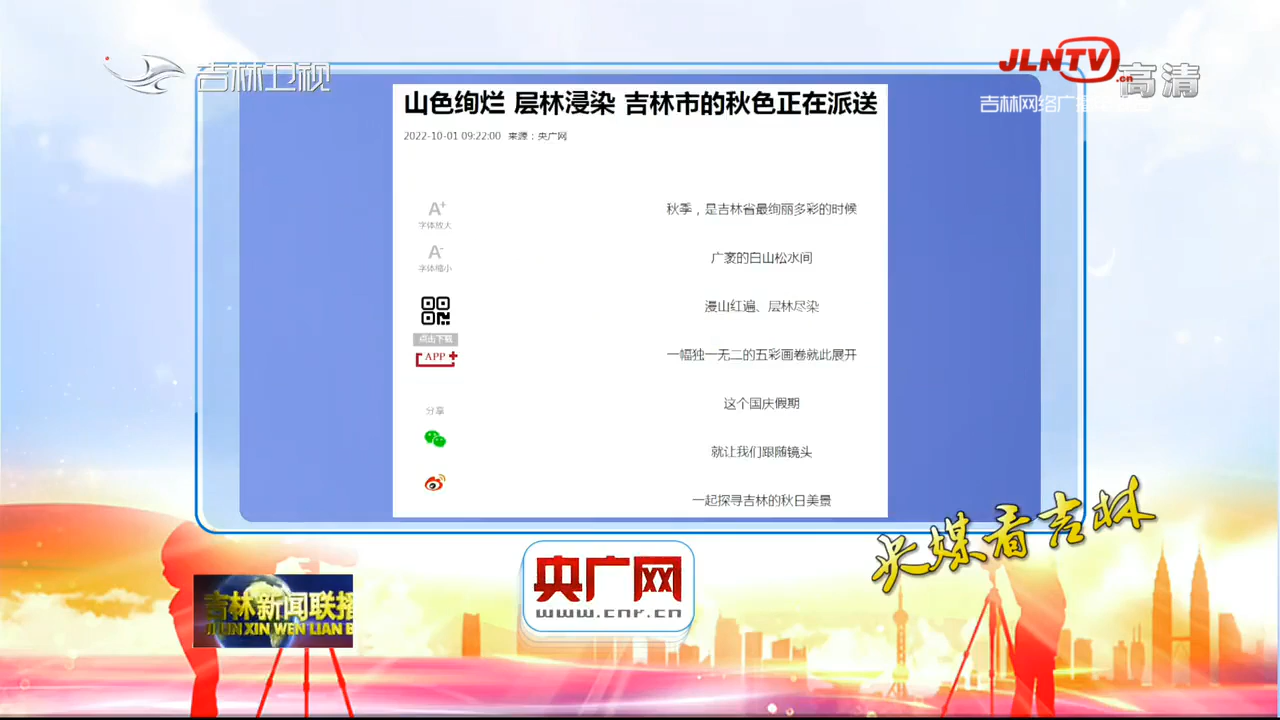 吉林卫视
JLNTV
.cn
高清
吉林网络广播
山色绚烂 层林浸染 吉林市的秋色正在派送
2022-10-01 09:22:00 来源：央广网
A+
字体放大
A-
字体缩小
点击下载
APP
分享
秋季，是吉林省最绚丽多彩的时候
广袤的白山松水间
漫山红遍、层林尽染
一幅独一无二的五彩画卷就此展开
这个国庆假期
就让我们跟随镜头
一起探寻吉林的秋日美景
央媒看吉林
吉林新闻联播
JILIN XIN WEN LIAN B
央广网
www.cnr.cn